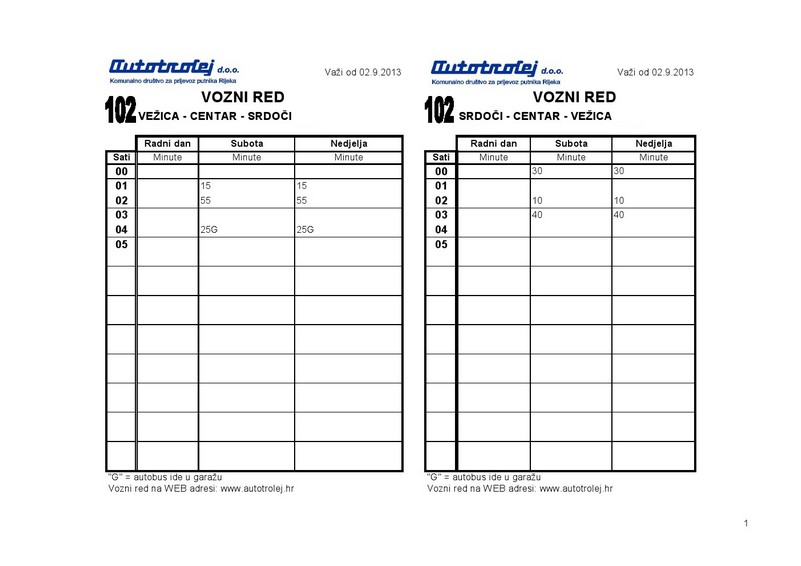 Autotrolej d.o.o.
Komunalno društvo za prijevoz putnika Rijeka
Važi od 02.9.2013
VOZNI RED
102 VEŽICA - CENTAR - SRDOČI
Radni dan Subota Nedjelja
Sati Minute Minute Minute
00
01 15 15
02 55 55
03
04 25G 25G
05
"G" = autobus ide u garažu
Vozni red na WEB adresi: www.autotrolej.hr
Autotrolej d.o.o.
Komunalno društvo za prijevoz putnika Rijeka
Važi od 02.9.2013
VOZNI RED
102 SRDOČI - CENTAR - VEŽICA
Radni dan Subota Nedjelja
Sati Minute Minute Minute
00 30 30
01
02 10 10
03 40 40
04
05
"G" = autobus ide u garažu
Vozni red na WEB adresi: www.autotrolej.hr
1